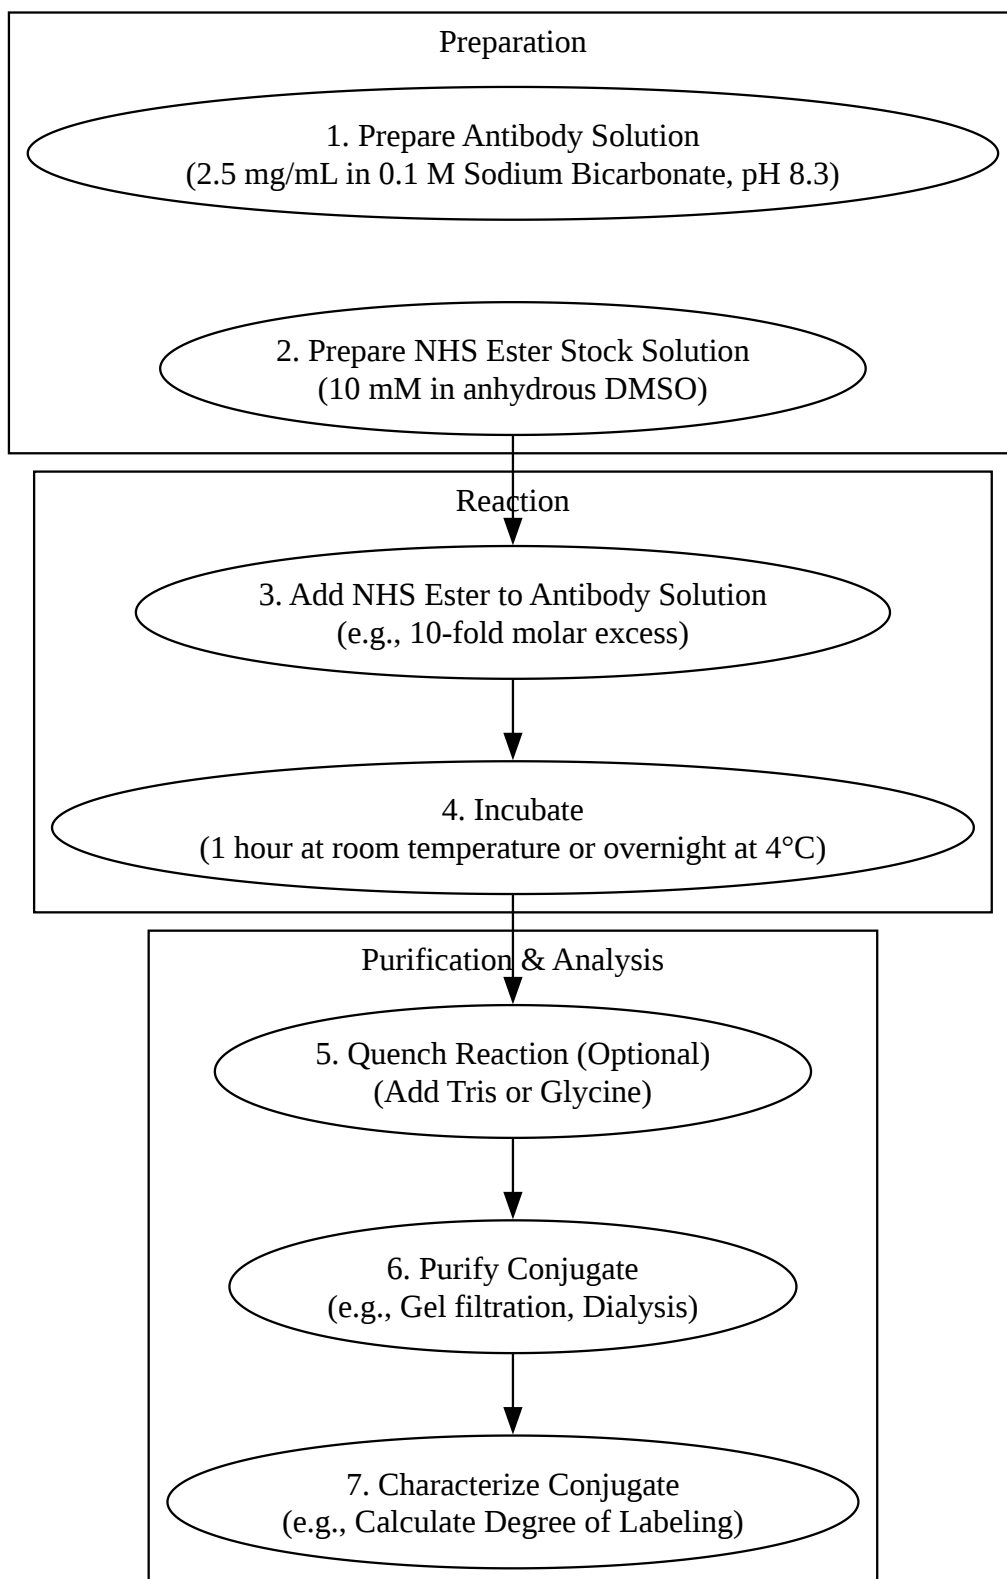 Preparation
1. Prepare Antibody Solution
(2.5 mg/mL in 0.1 M Sodium Bicarbonate, pH 8.3)
2. Prepare NHS Ester Stock Solution
(10 mM in anhydrous DMSO)
Reaction
3. Add NHS Ester to Antibody Solution
(e.g., 10-fold molar excess)
4. Incubate
(1 hour at room temperature or overnight at 4°C)
Purification & Analysis
5. Quench Reaction (Optional)
(Add Tris or Glycine)
6. Purify Conjugate
(e.g., Gel filtration, Dialysis)
7. Characterize Conjugate
(e.g., Calculate Degree of Labeling)